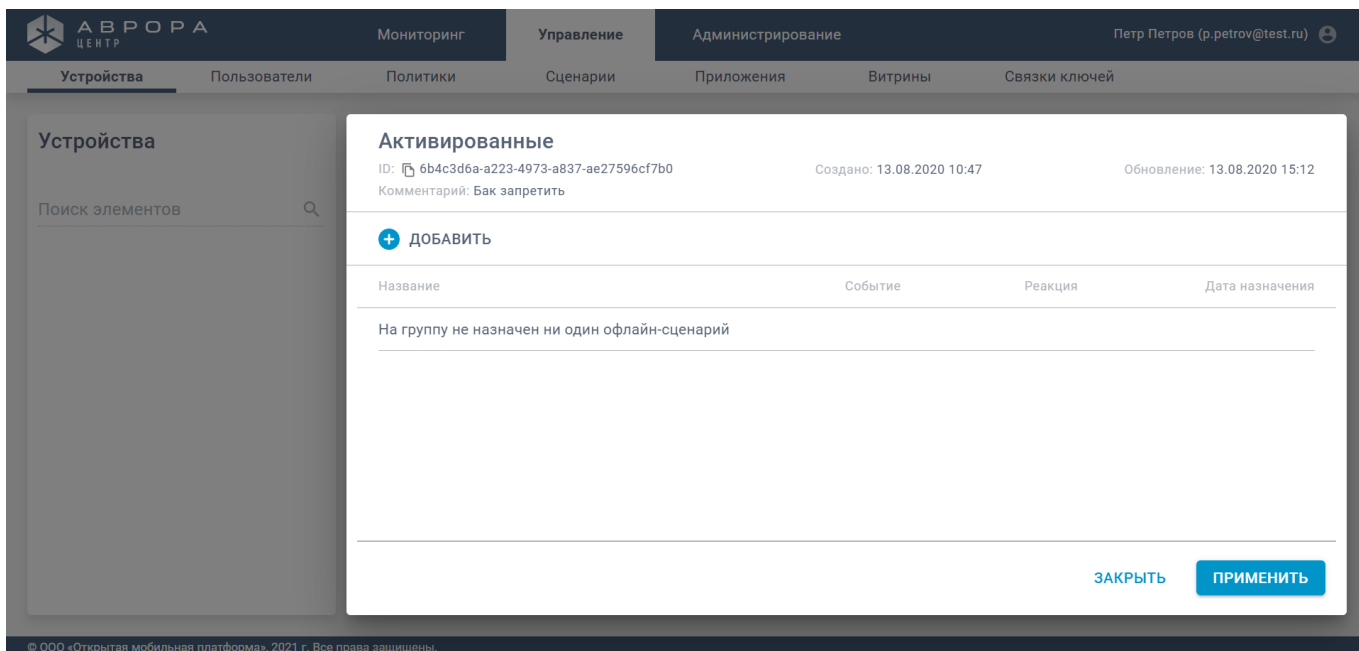 АВРОРА
ЦЕНТР
Мониторинг Управление Администрирование Петр Петров (p.petrov@test.ru)
Устройства Пользователи Политики Сценарии Приложения Витрины Связки ключей
Устройства
Поиск элементов
Активированные
ID: 6b4c3d6a-a223-4973-a837-ae27596cf7b0 Создано: 13.08.2020 10:47 Обновление: 13.08.2020 15:12
Комментарий: Бак запретить
ДОБАВИТЬ
Название Событие Реакция Дата назначения
На группу не назначен ни один офлайн-сценарий
ЗАКРЫТЬ ПРИМЕНИТЬ
© ООО «Открытая мобильная платформа», 2021 г. Все права защищены.